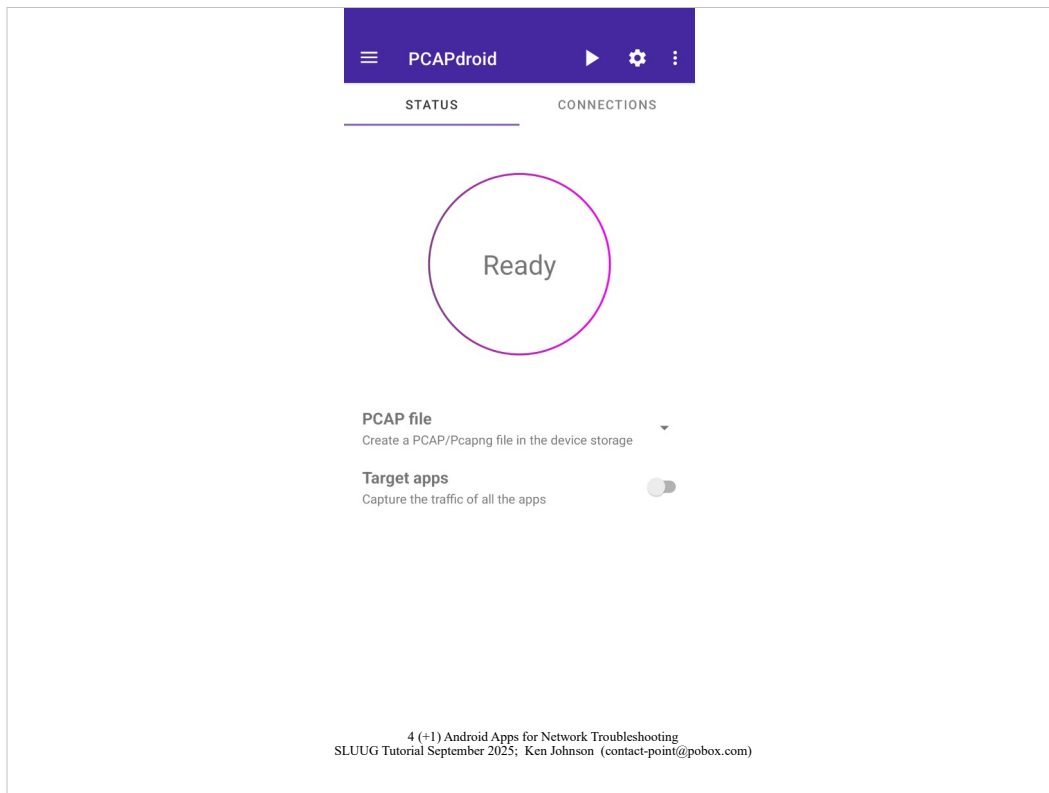 PCAPdroid
STATUS CONNECTIONS
Ready
PCAP file
Create a PCAP/Pcapng file in the device storage
Target apps
Capture the traffic of all the apps
4 (+1) Android Apps for Network Troubleshooting
SLUUG Tutorial September 2025;  Ken Johnson  (contact-point@pobox.com)